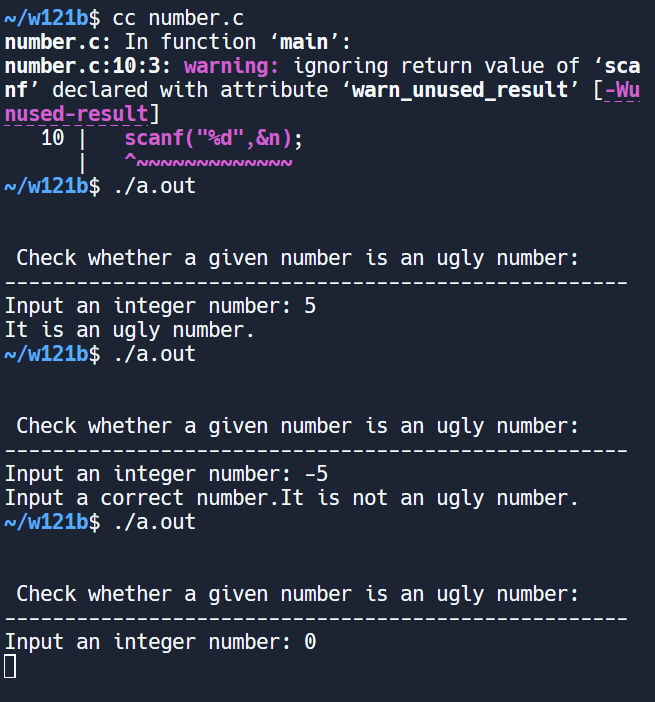 ~/w121b$ cc number.c
number.c: In function ‘main’:
number.c:10:3: warning: ignoring return value of ‘sca
nf’ declared with attribute ‘warn_unused_result’ [-Wu
nused-result]
   10 |   scanf("%d",&n);
      |   ^~~~~~~~~~~~~~
~/w121b$ ./a.out
 Check whether a given number is an ugly number:
----------------------------------------------------
Input an integer number: 5
It is an ugly number.
~/w121b$ ./a.out
 Check whether a given number is an ugly number:
----------------------------------------------------
Input an integer number: -5
Input a correct number.It is not an ugly number.
~/w121b$ ./a.out
 Check whether a given number is an ugly number:
----------------------------------------------------
Input an integer number: 0